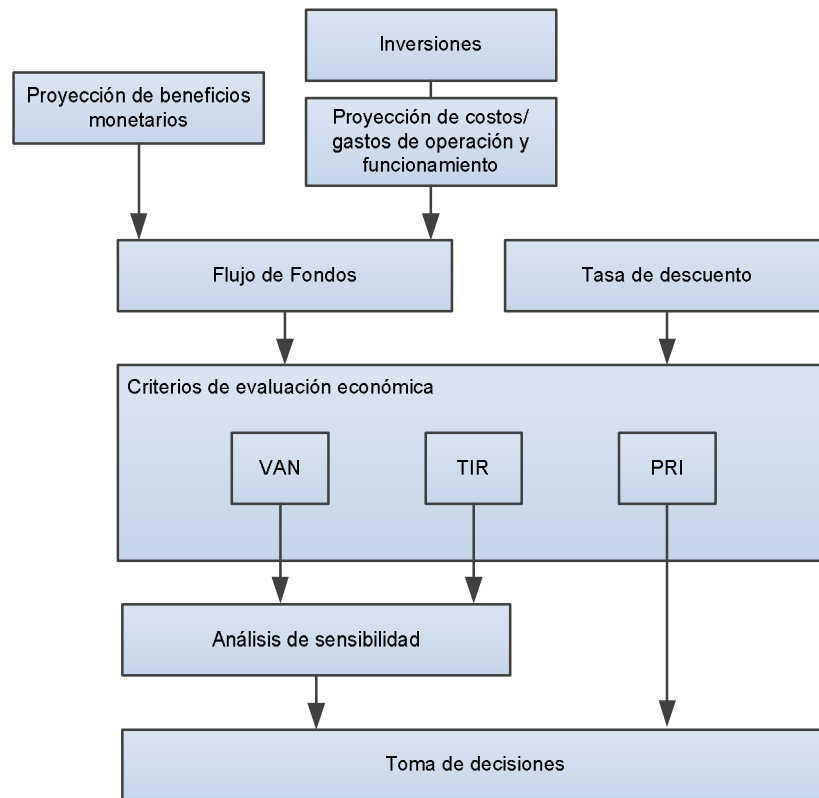 Inversiones
Proyección de beneficios
monetarios
Proyección de costos/
gastos de operación y
funcionamiento
Flujo de Fondos
Tasa de descuento
Criterios de evaluación económica
VAN
TIR
PRI
Análisis de sensibilidad
Toma de decisiones